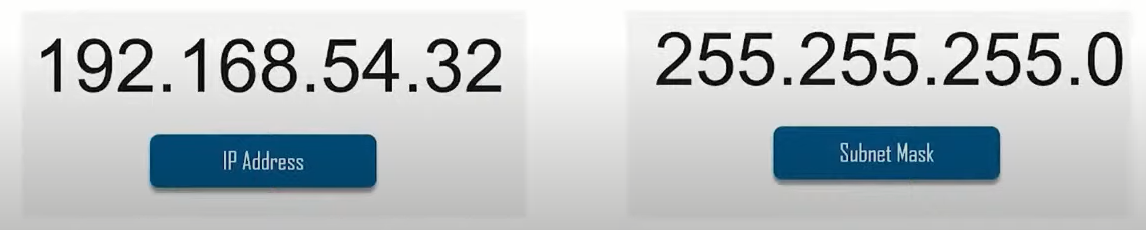 192.168.54.32
IP Address
255.255.255.0
Subnet Mask